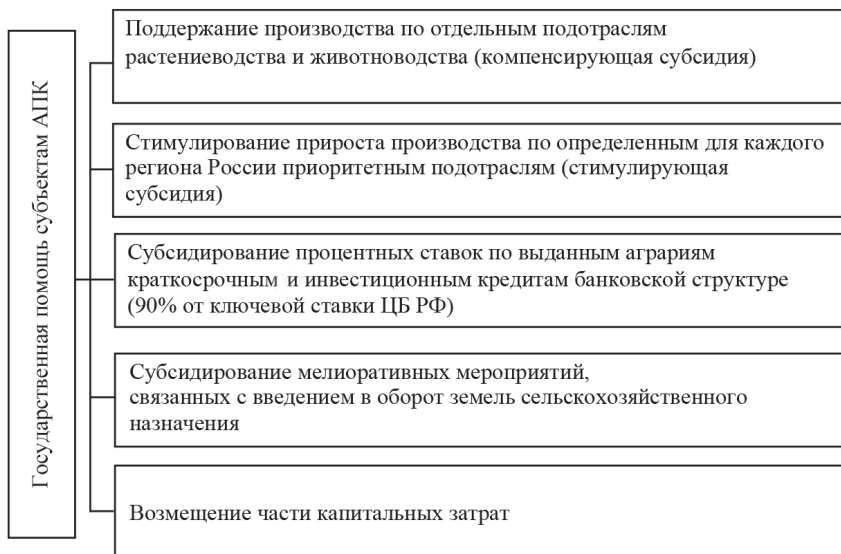 Государственная помощь субъектам АПК
Поддержание производства по отдельным подотраслям
растениеводства и животноводства (компенсирующая субсидия)
Стимулирование прироста производства по определенным для каждого
региона России приоритетным подотраслям (стимулирующая
субсидия)
Субсидирование процентных ставок по выданным аграриям
краткосрочным и инвестиционным кредитам банковской структуре
(90% от ключевой ставки ЦБ РФ)
Субсидирование мелиоративных мероприятий,
связанных с введением в оборот земель сельскохозяйственного
назначения
Возмещение части капитальных затрат